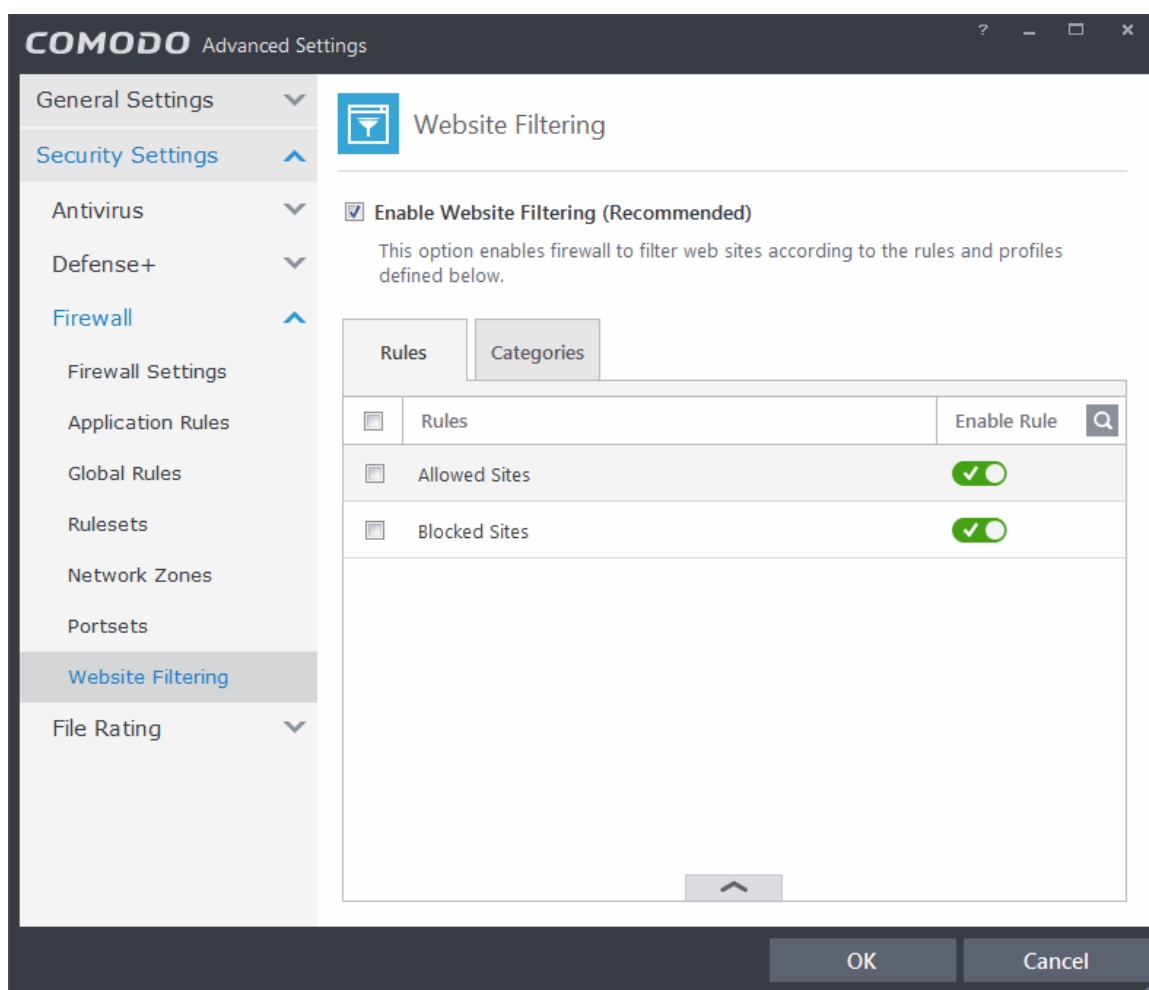 COMODO Advanced Settings
General Settings
Security Settings
Antivirus
Defense+
Firewall
Firewall Settings
Application Rules
Global Rules
Rulesets
Network Zones
Portsets
Website Filtering
File Rating
Website Filtering
Enable Website Filtering (Recommended)
This option enables firewall to filter web sites according to the rules and profiles
defined below.
Rules Categories
Rules Enable Rule
Allowed Sites
Blocked Sites
OK Cancel